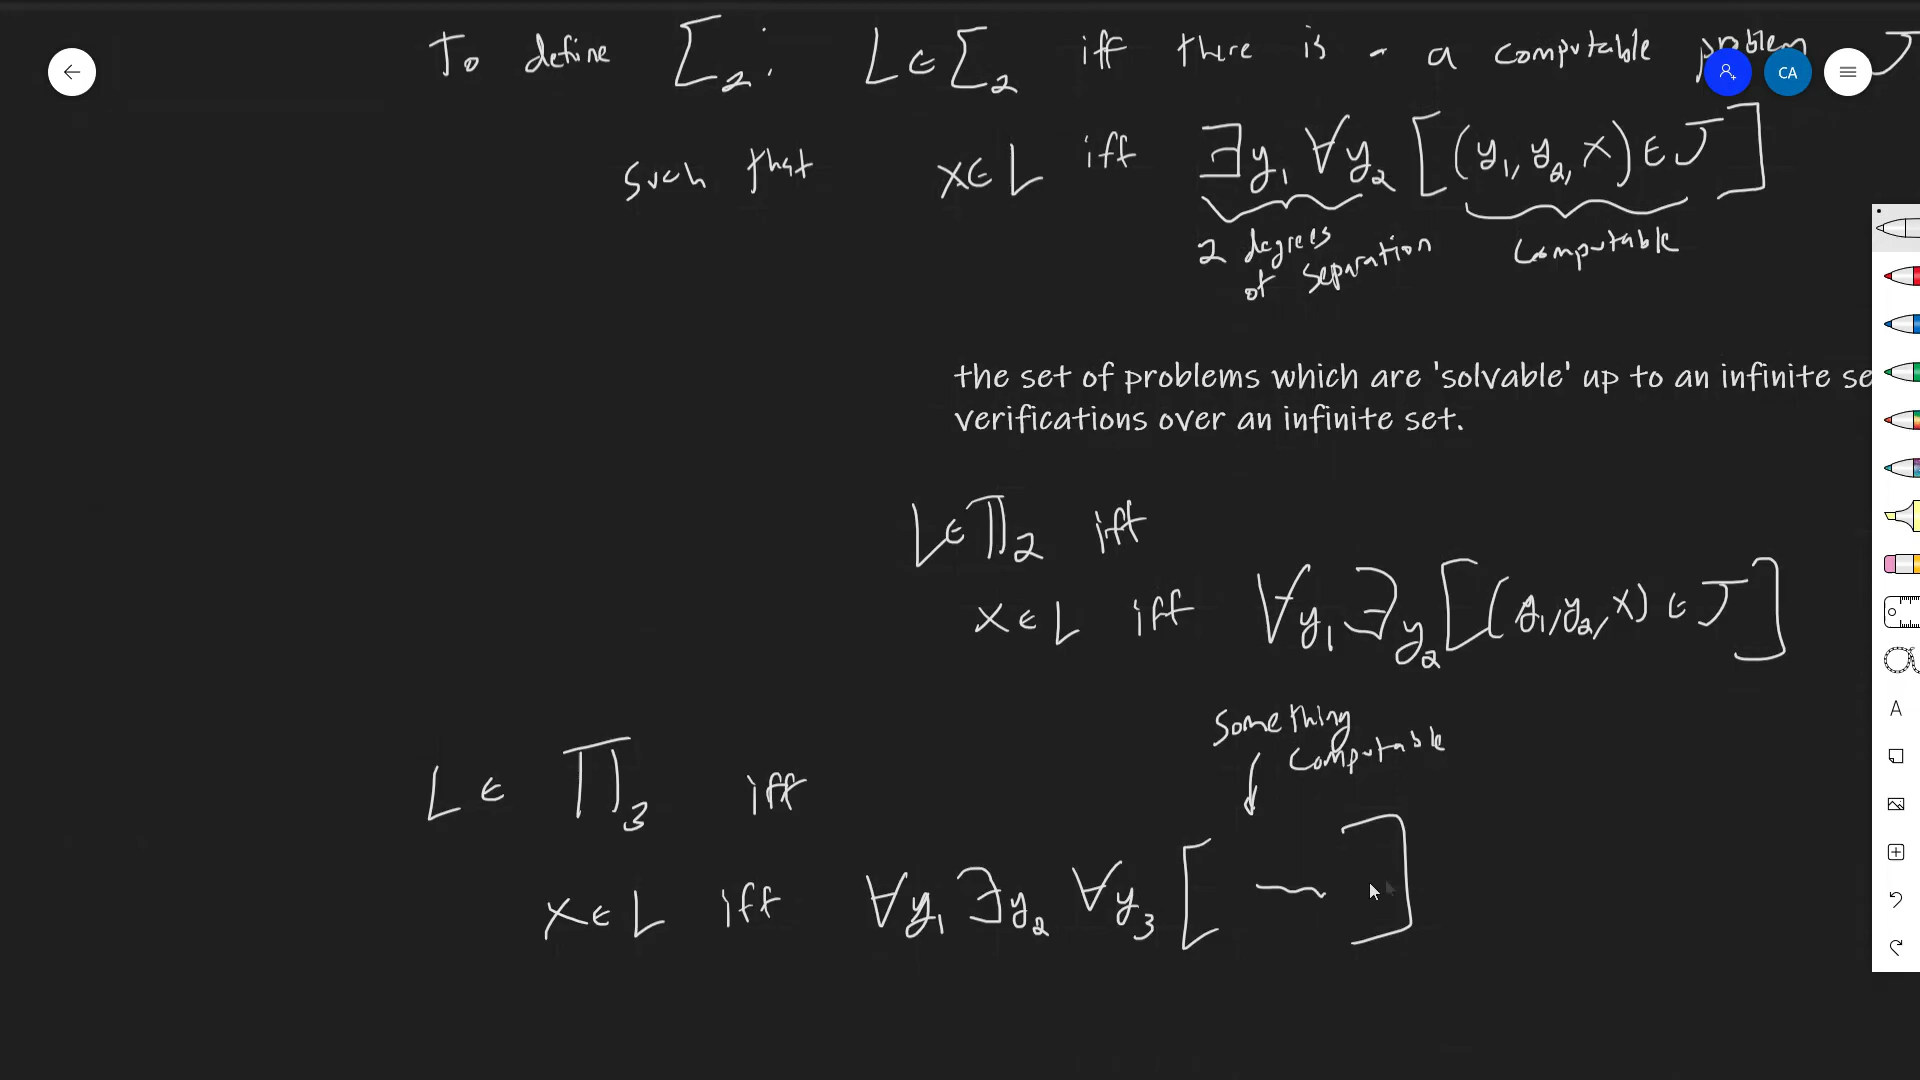 To define Σ₂: L ∈ Σ₂ iff there is a computable problem J
such that x ∈ L iff ∃y₁ ∀y₂ [(y₁, y₂, x) ∈ J]
2 degrees of separation
computable
the set of problems which are 'solvable' up to an infinite se
verifications over an infinite set.
L ∈ Π₂ iff
x ∈ L iff ∀y₁ ∃y₂ [(y₁, y₂, x) ∈ J]
Something
computable
L ∈ Π₃ iff
x ∈ L iff ∀y₁ ∃y₂ ∀y₃ [ — ]
CA
A